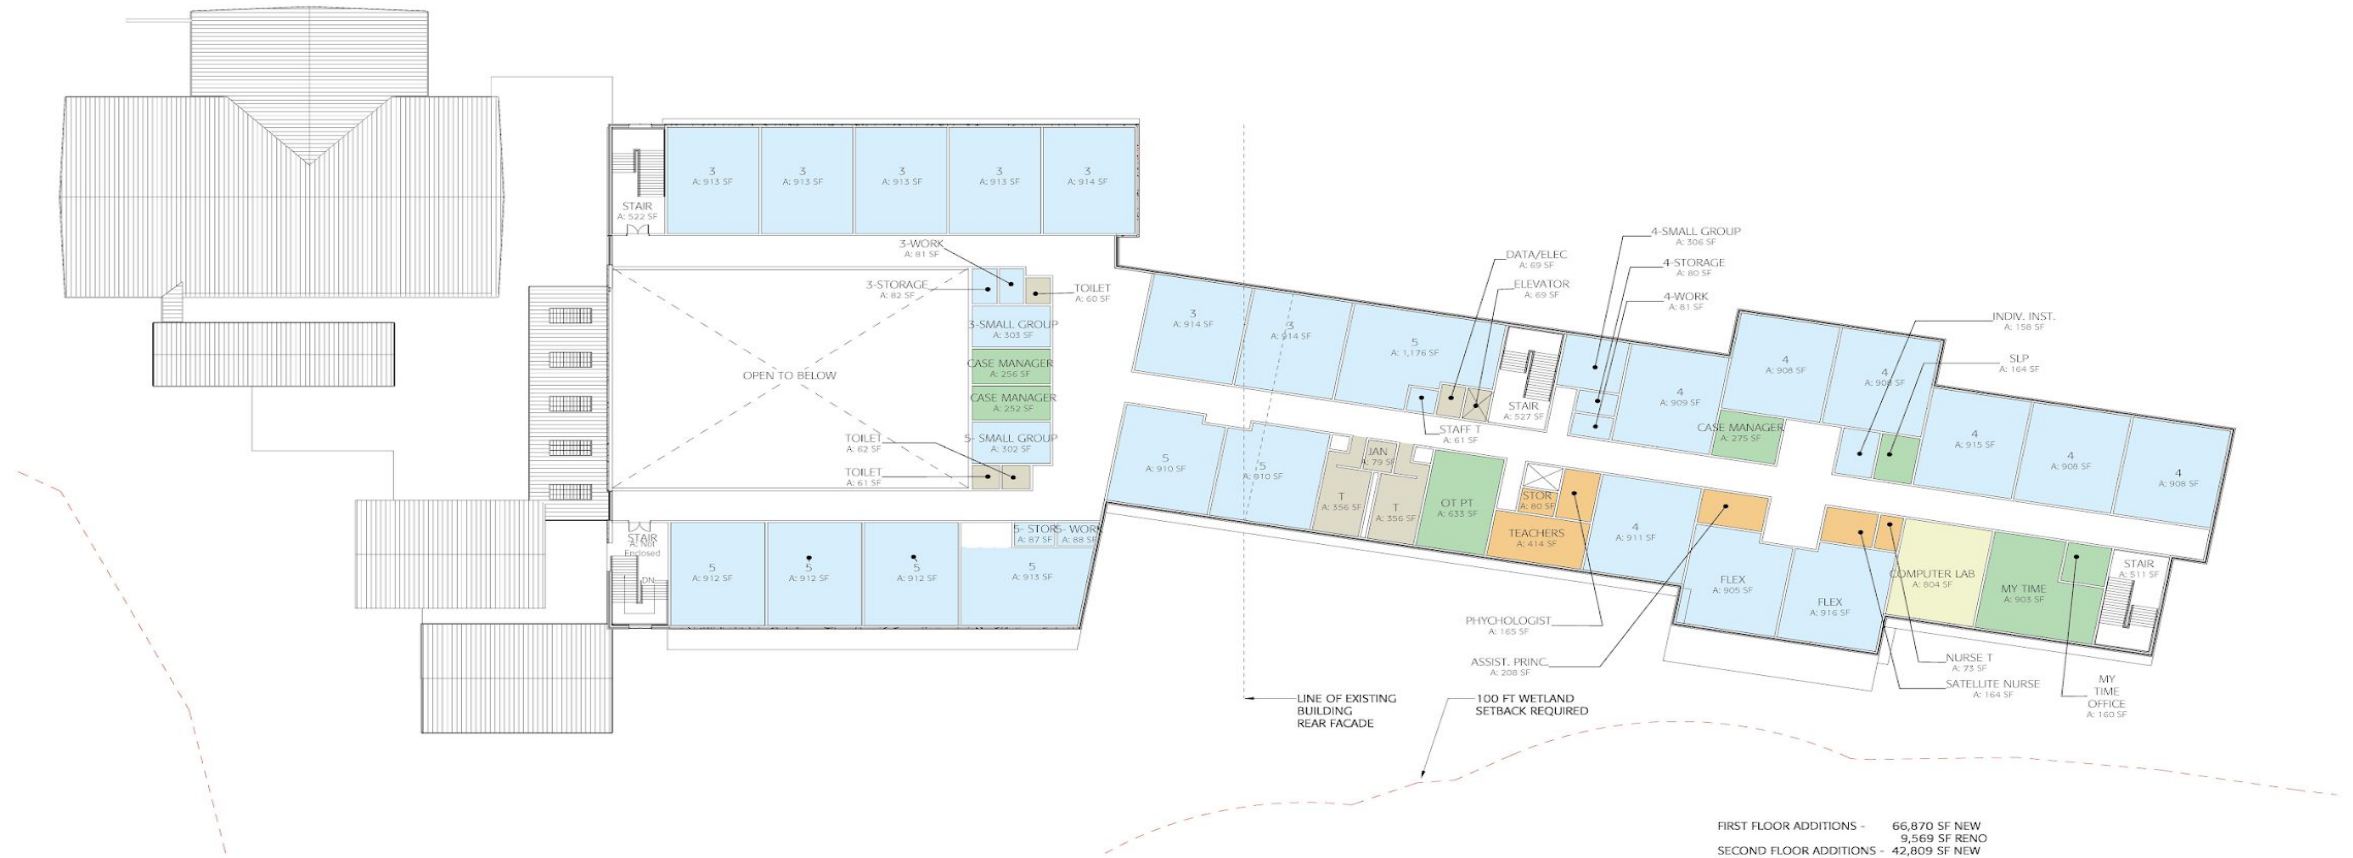 3
A: 913 SF
3
A: 913 SF
3
A: 913 SF
3
A: 913 SF
3
A: 914 SF
STAIR
A: 522 SF
3-WORK
A: 81 SF
3-STORAGE
A: 82 SF
TOILET
A: 60 SF
3-SMALL GROUP
A: 303 SF
CASE MANAGER
A: 256 SF
OPEN TO BELOW
CASE MANAGER
A: 252 SF
5- SMALL GROUP
A: 302 SF
TOILET
A: 62 SF
TOILET
A: 61 SF
STAIR
A: Not
Enclosed
DN
5
A: 912 SF
5
A: 912 SF
5
A: 912 SF
5- STOR
A: 87 SF
5- WORK
A: 88 SF
5
A: 913 SF
3
A: 914 SF
3
A: 914 SF
5
A: 1,176 SF
DATA/ELEC
A: 69 SF
ELEVATOR
A: 69 SF
STAIR
A: 527 SF
STAFF T
A: 61 SF
4-SMALL GROUP
A: 306 SF
4-STORAGE
A: 80 SF
4-WORK
A: 81 SF
4
A: 909 SF
4
A: 908 SF
4
A: 908 SF
CASE MANAGER
A: 275 SF
INDIV. INST.
A: 158 SF
SLP
A: 164 SF
4
A: 915 SF
4
A: 908 SF
4
A: 908 SF
5
A: 910 SF
5
A: 910 SF
JAN
A: 79 SF
T
A: 356 SF
T
A: 356 SF
OT PT
A: 633 SF
STOR
A: 80 SF
TEACHERS
A: 414 SF
4
A: 911 SF
FLEX
A: 905 SF
FLEX
A: 916 SF
COMPUTER LAB
A: 804 SF
MY TIME
A: 903 SF
STAIR
A: 511 SF
PHYCHOLOGIST
A: 165 SF
ASSIST. PRINC.
A: 208 SF
NURSE T
A: 73 SF
SATELLITE NURSE
A: 164 SF
MY
TIME
OFFICE
A: 160 SF
LINE OF EXISTING
BUILDING
REAR FACADE
100 FT WETLAND
SETBACK REQUIRED
FIRST FLOOR ADDITIONS - 66,870 SF NEW
9,569 SF RENO
SECOND FLOOR ADDITIONS - 42,809 SF NEW